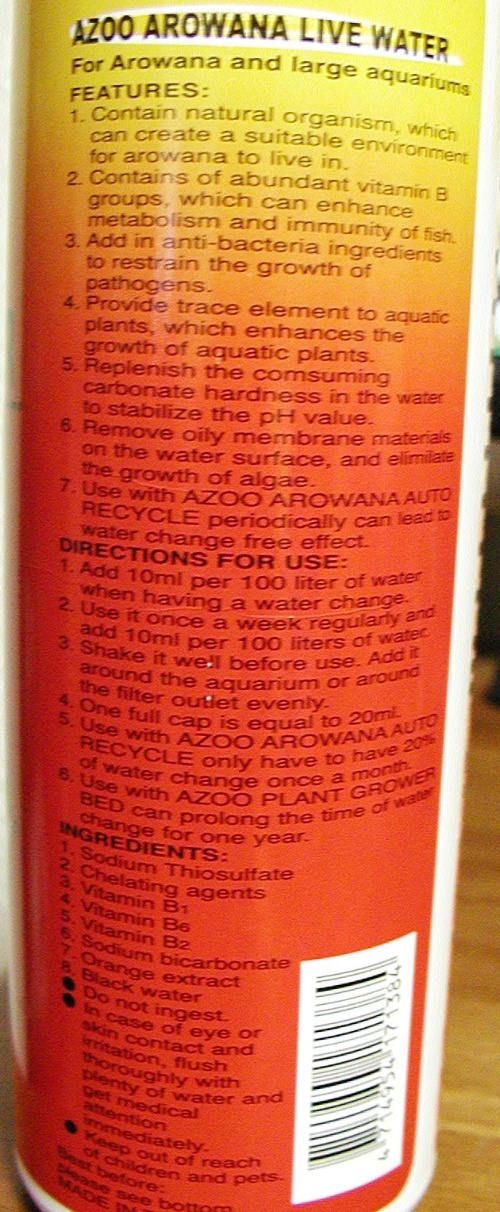 AZOO AROWANA LIVE WATER
For Arowana and large aquariums
FEATURES:
1. Contain natural organism, which
can create a suitable environment
for arowana to live in.
2. Contains of abundant vitamin B
groups, which can enhance
metabolism and immunity of fish.
3. Add in anti-bacteria ingredients
to restrain the growth of
pathogens.
4. Provide trace element to aquatic
plants, which enhances the
growth of aquatic plants.
5. Replenish the comsuming
carbonate hardness in the water
to stabilize the pH value.
6. Remove oily membrane materials
on the water surface, and elimilate
the growth of algae.
7. Use with AZOO AROWANA AUTO
RECYCLE periodically can lead to
water change free effect.
DIRECTIONS FOR USE:
1. Add 10ml per 100 liter of water
when having a water change.
2. Use it once a week regularly and
add 10ml per 100 liters of water.
3. Shake it well before use. Add it
around the aquarium or around
the filter outlet evenly.
4. One full cap is equal to 20ml.
5. Use with AZOO AROWANA AUTO
RECYCLE only have to have 20%
of water change once a month.
6. Use with AZOO PLANT GROWER
BED can prolong the time of water
change for one year.
INGREDIENTS:
1. Sodium Thiosulfate
2. Chelating agents
3. Vitamin B1
4. Vitamin B6
5. Vitamin B2
6. Sodium bicarbonate
7. Orange extract
8. Black water
● Do not ingest.
● In case of eye or
skin contact and
irritation, flush
thoroughly with
plenty of water and
get medical
attention
immediately.
● Keep out of reach
of children and pets.
Best before:
please see bottom
MADE IN
4 714954 171384